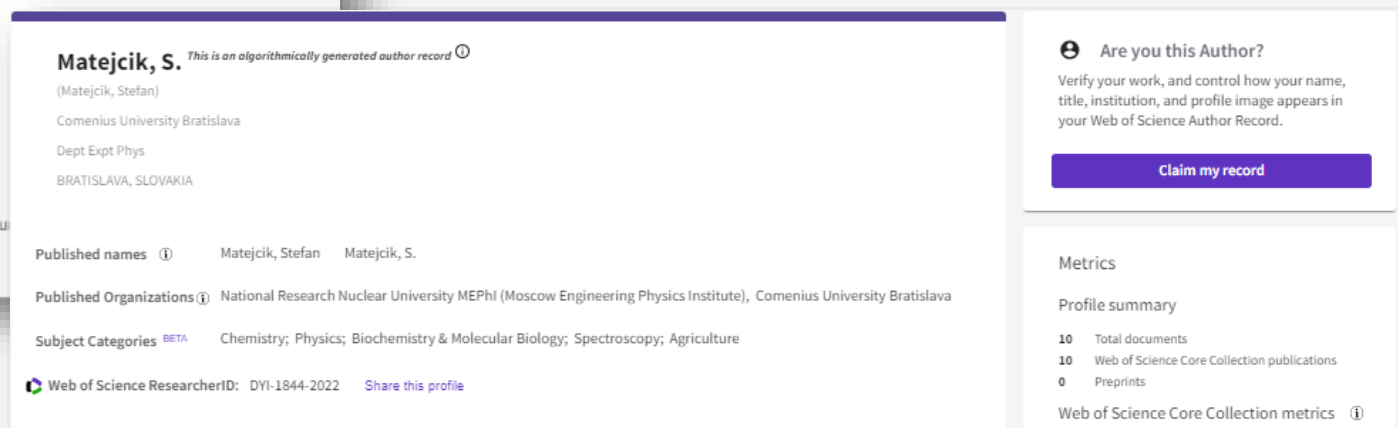 Matejcik, S. This is an algorithmically generated author record
(Matejcik, Stefan)
Comenius University Bratislava
Dept Expt Phys
BRATISLAVA, SLOVAKIA
Published names Matejcik, Stefan Matejcik, S.
Published Organizations National Research Nuclear University MEPhI (Moscow Engineering Physics Institute), Comenius University Bratislava
Subject Categories BETA Chemistry; Physics; Biochemistry & Molecular Biology; Spectroscopy; Agriculture
Web of Science ResearcherID: DYI-1844-2022 Share this profile
Are you this Author?
Verify your work, and control how your name,
title, institution, and profile image appears in
your Web of Science Author Record.
Claim my record
Metrics
Profile summary
10 Total documents
10 Web of Science Core Collection publications
0 Preprints
Web of Science Core Collection metrics